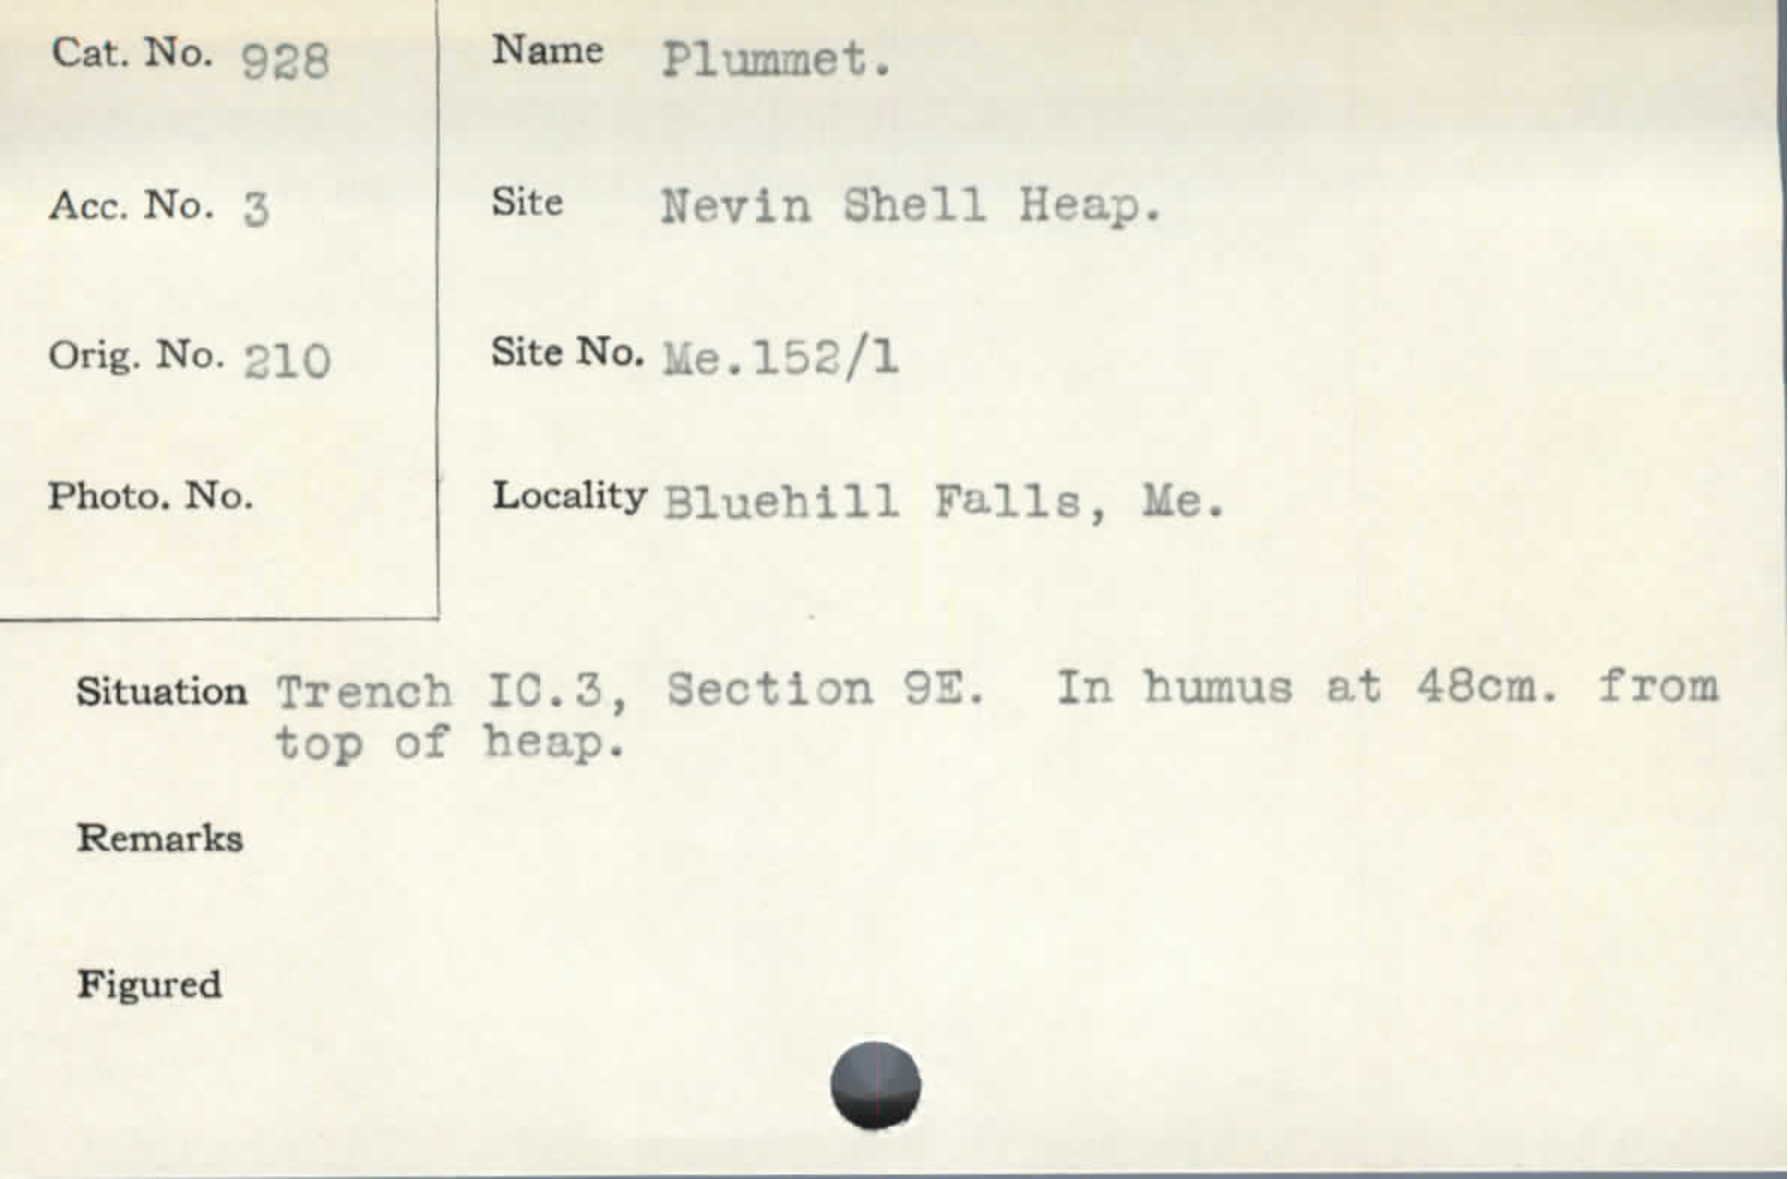 Cat. No. 928
Name Plummet.
Acc. No. 3
Site Nevin Shell Heap.
Orig. No. 210
Site No. Me.152/1
Photo. No.
Locality Bluehill Falls, Me.
Situation Trench IC.3, Section 9E. In humus at 48cm. from
top of heap.
Remarks
Figured